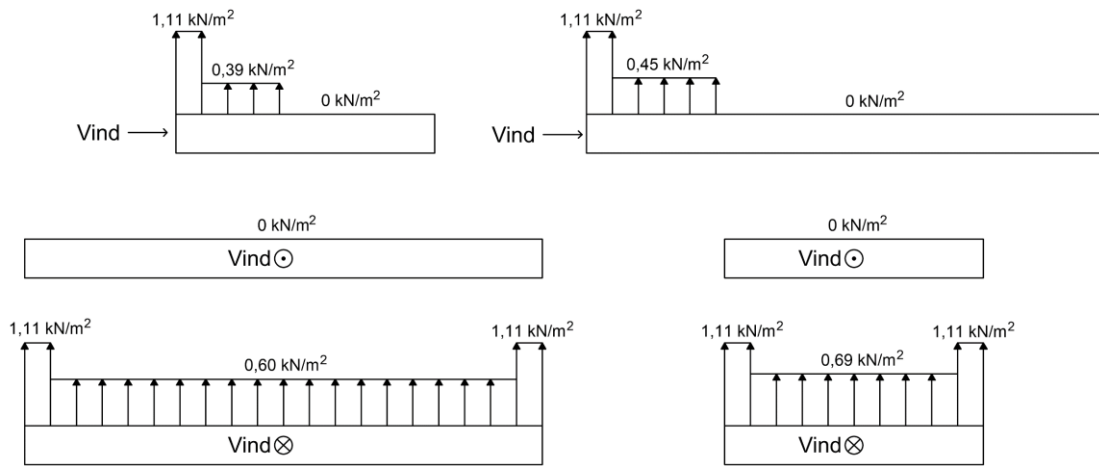 1,11 kN/m²
0,39 kN/m²
0 kN/m²
Vind
1,11 kN/m²
0,45 kN/m²
0 kN/m²
Vind
0 kN/m²
Vind
0 kN/m²
Vind
1,11 kN/m²
0,60 kN/m²
1,11 kN/m²
Vind
1,11 kN/m²
0,69 kN/m²
1,11 kN/m²
Vind